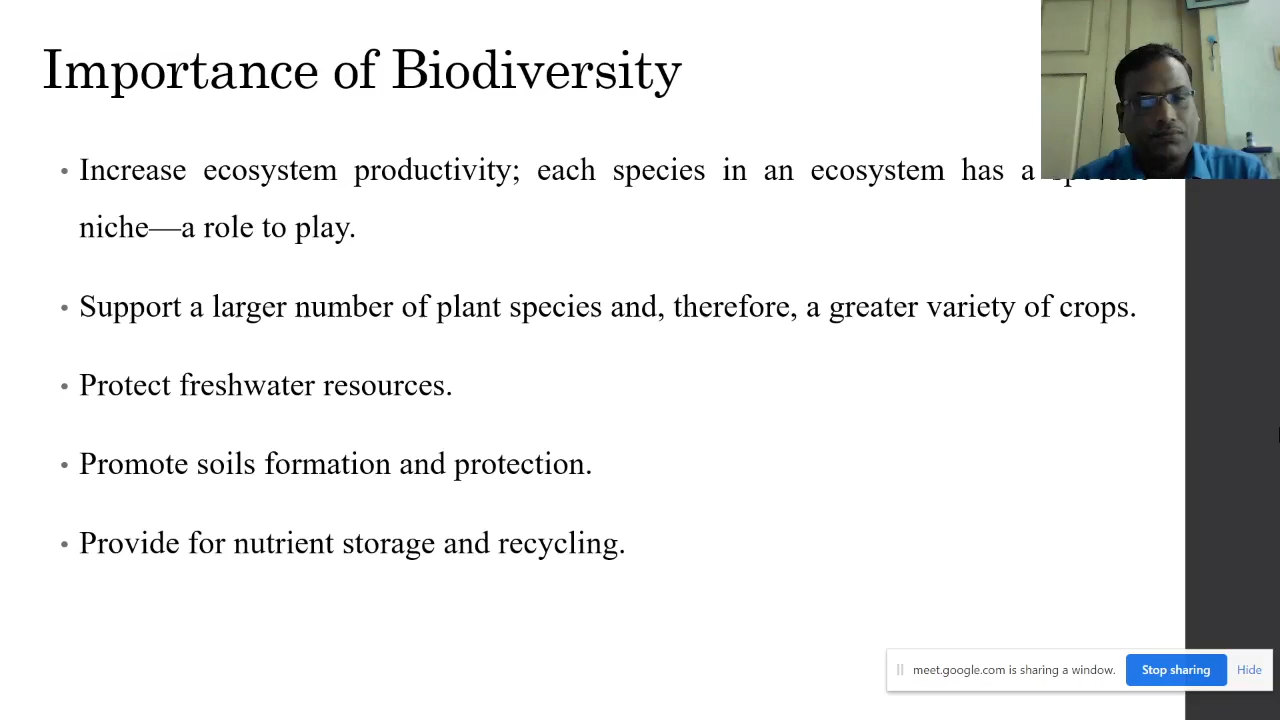 Importance of Biodiversity
• Increase ecosystem productivity; each species in an ecosystem has a
niche—a role to play.
• Support a larger number of plant species and, therefore, a greater variety of crops.
• Protect freshwater resources.
• Promote soils formation and protection.
• Provide for nutrient storage and recycling.
meet.google.com is sharing a window. Stop sharing Hide